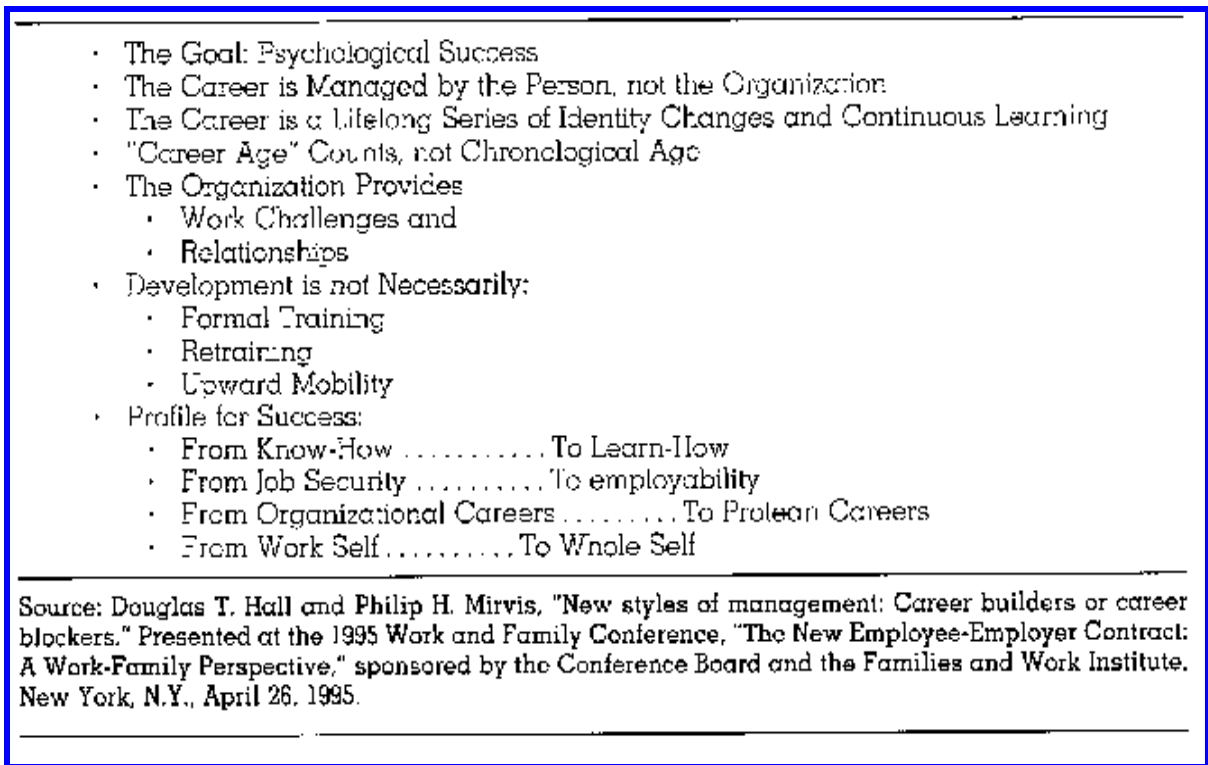 · The Goal: Psychological Success
· The Career is Managed by the Person, not the Organization
· The Career is a Lifelong Series of Identity Changes and Continuous Learning
· "Career Age" Counts, not Chronological Age
· The Organization Provides
· Work Challenges and
· Relationships
· Development is not Necessarily:
· Formal Training
· Retraining
· Upward Mobility
· Profile for Success:
· From Know-How ........... To Learn-How
· From Job Security .......... To employability
· From Organizational Careers ......... To Protean Careers
· From Work Self .......... To Whole Self
Source: Douglas T. Hall and Philip H. Mirvis, "New styles of management: Career builders or career
blockers." Presented at the 1995 Work and Family Conference, "The New Employee-Employer Contract:
A Work-Family Perspective," sponsored by the Conference Board and the Families and Work Institute,
New York, N.Y., April 26, 1995.